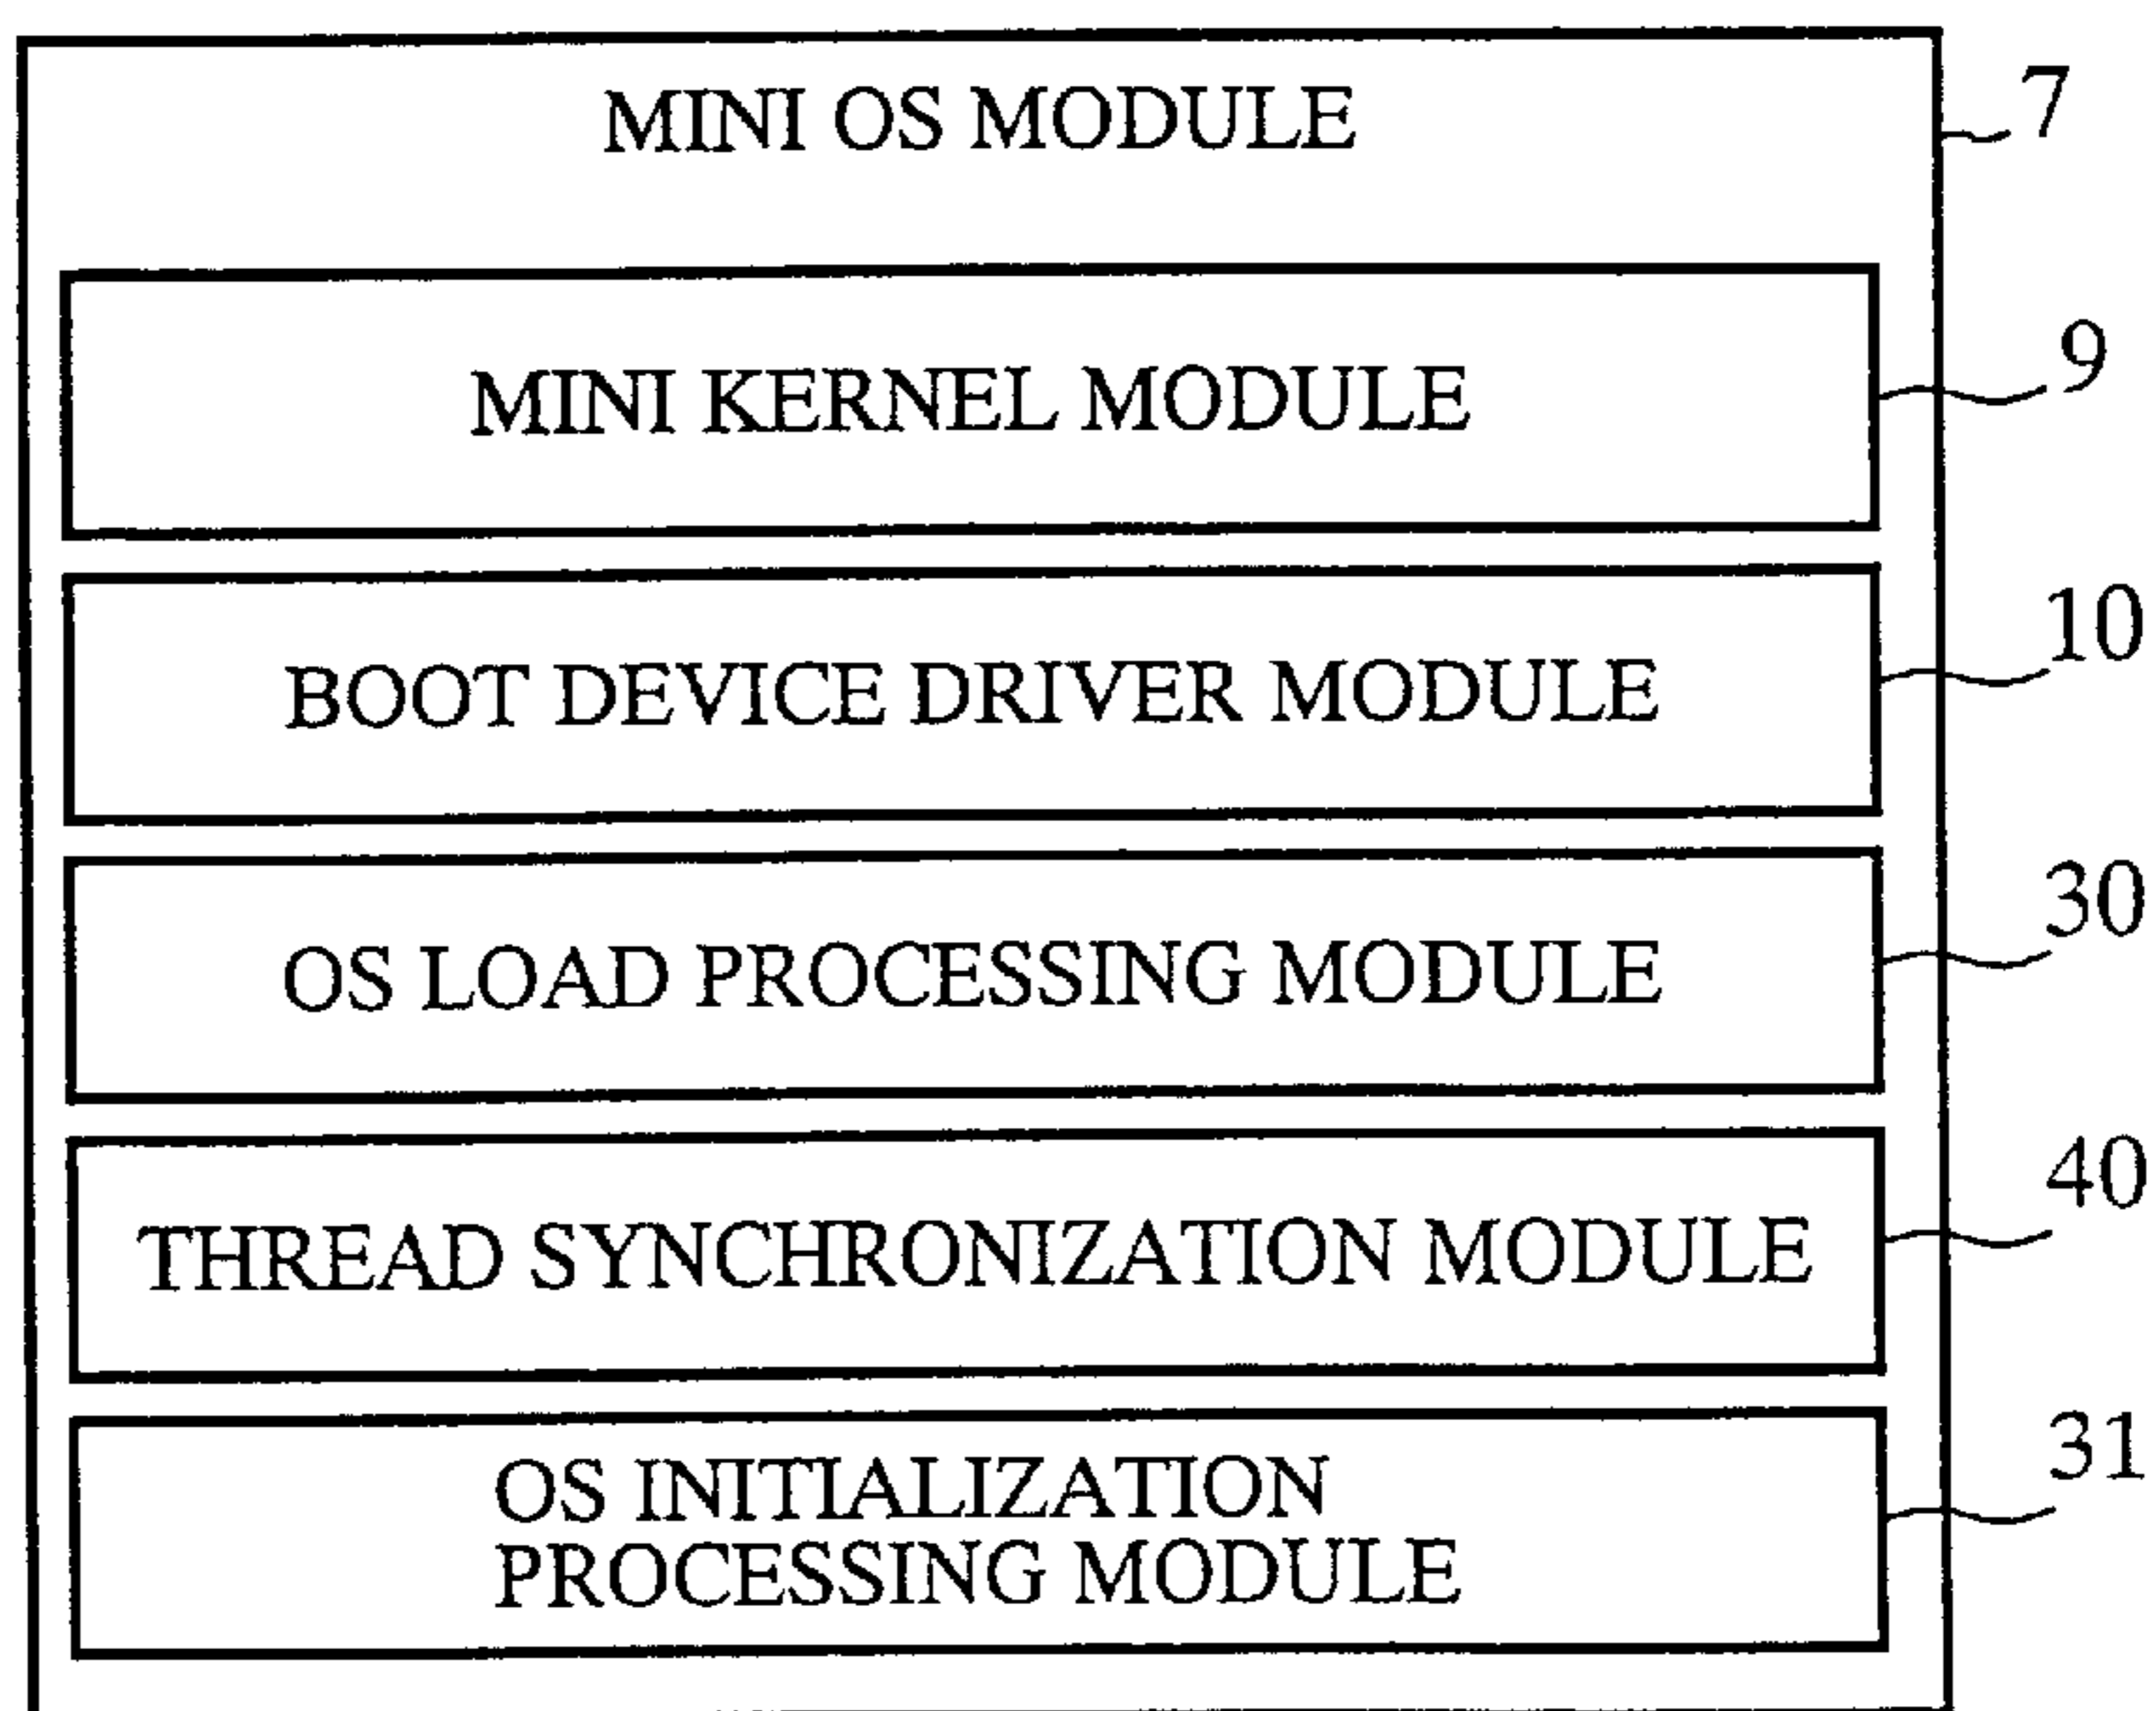 MINI OS MODULE
7
MINI KERNEL MODULE
9
BOOT DEVICE DRIVER MODULE
10
OS LOAD PROCESSING MODULE
30
THREAD SYNCHRONIZATION MODULE
40
OS INITIALIZATION
PROCESSING MODULE
31